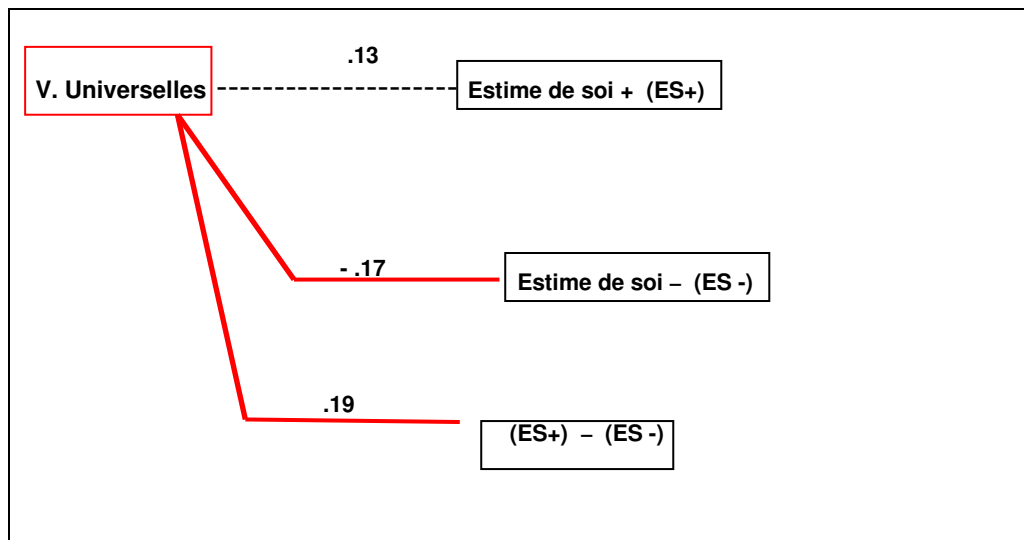 .13
V. Universelles
Estime de soi + (ES+)
- .17
Estime de soi – (ES -)
.19
(ES+) – (ES -)